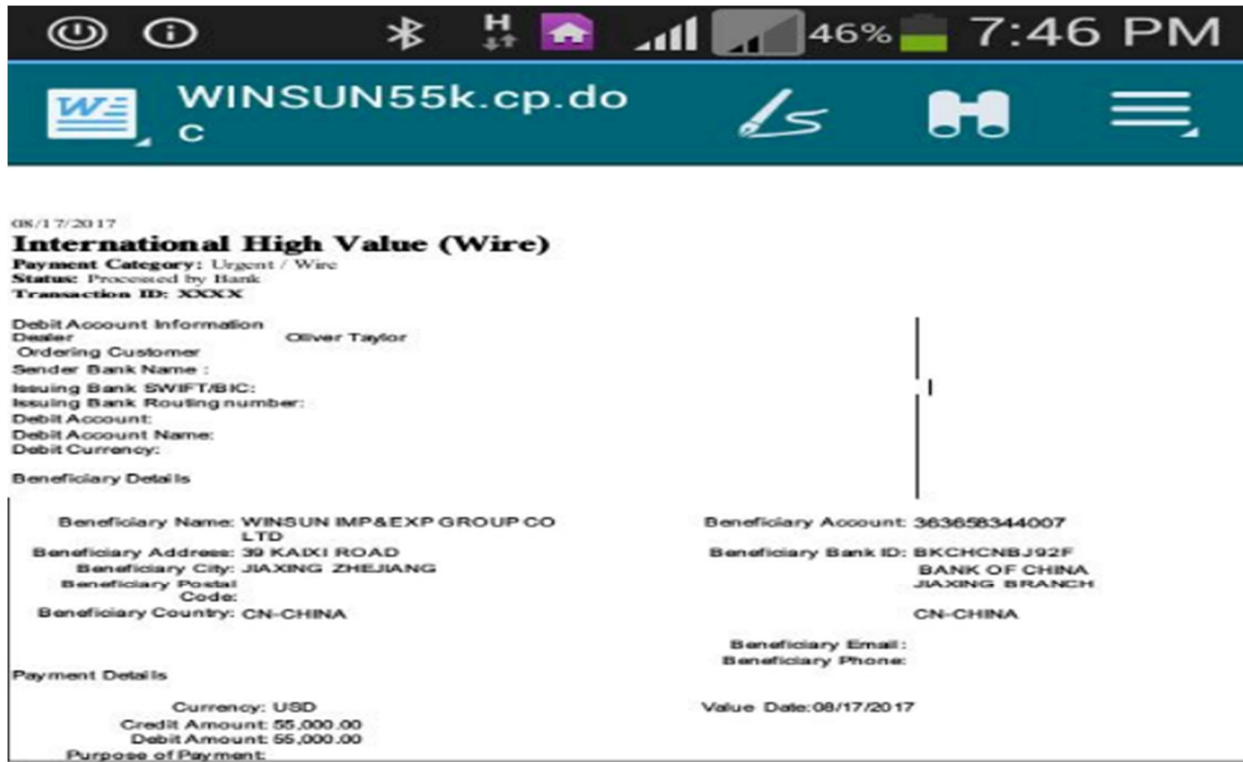 H 46% 7:46 PM
W WINSUN55k.cp.do
c
08/17/2017
International High Value (Wire)
Payment Category: Urgent / Wire
Status: Processed by Bank
Transaction ID: XXXX
Debit Account Information
Dealer Oliver Taylor
Ordering Customer
Sender Bank Name :
Issuing Bank SWIFT/BIC:
Issuing Bank Routing number:
Debit Account:
Debit Account Name:
Debit Currency:
Beneficiary Details
Beneficiary Name: WINSUN IMP&EXP GROUP CO Beneficiary Account: 363658344007
LTD
Beneficiary Address: 39 KAIXI ROAD Beneficiary Bank ID: BKCHCNBJ92F
Beneficiary City: JIAXING ZHEJIANG BANK OF CHINA
Beneficiary Postal JIAXING BRANCH
Code:
Beneficiary Country: CN-CHINA CN-CHINA
Beneficiary Email:
Beneficiary Phone:
Payment Details
Currency: USD Value Date:08/17/2017
Credit Amount: 55,000.00
Debit Amount: 55,000.00
Purpose of Payment: